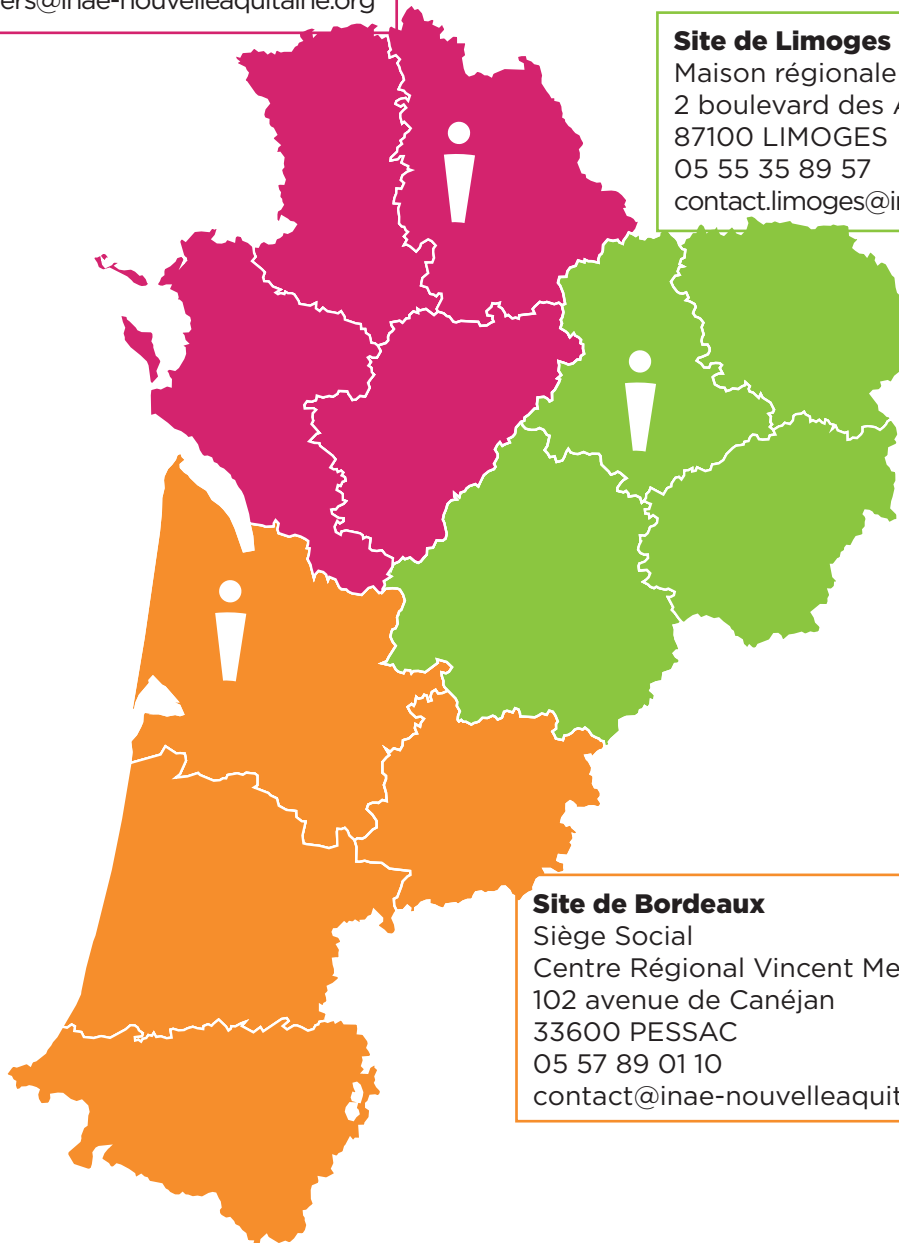 ers@inae-nouvelleaquitaine.org
Site de Limoges
Maison régionale
2 boulevard des
87100 LIMOGES
05 55 35 89 57
contact.limoges@in
Site de Bordeaux
Siège Social
Centre Régional Vincent Me
102 avenue de Canéjan
33600 PESSAC
05 57 89 01 10
contact@inae-nouvelleaquit